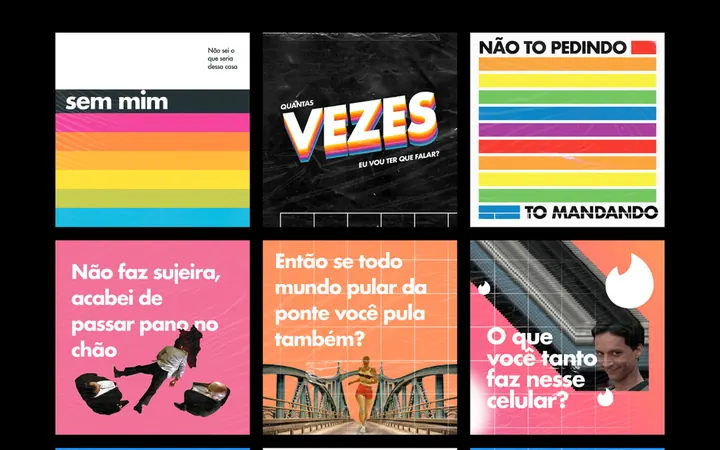 Não sei o
que seria
dessa casa
sem mim
QUANTAS
VEZES
EU VOU TER QUE FALAR?
NÃO TO PEDINDO
TO MANDANDO
Não faz sujeira,
acabei de
passar pano no
chão
Então se todo
mundo pular da
ponte você pula
também?
O que
você tanto
faz nesse
celular?